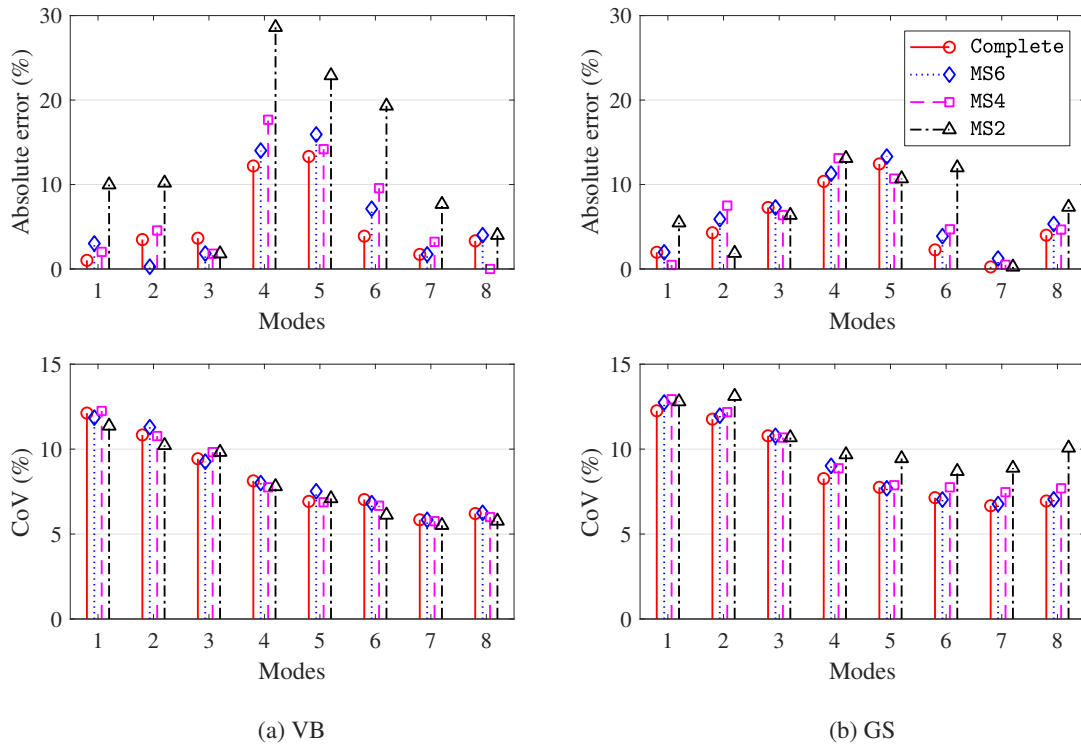 Absolute error (%)
30
20
10
0
1 2 3 4 5 6 7 8
Modes
Absolute error (%)
30
20
10
0
1 2 3 4 5 6 7 8
Modes
Complete
MS6
MS4
MS2
CoV (%)
15
10
5
0
1 2 3 4 5 6 7 8
Modes
CoV (%)
15
10
5
0
1 2 3 4 5 6 7 8
Modes
(a) VB
(b) GS